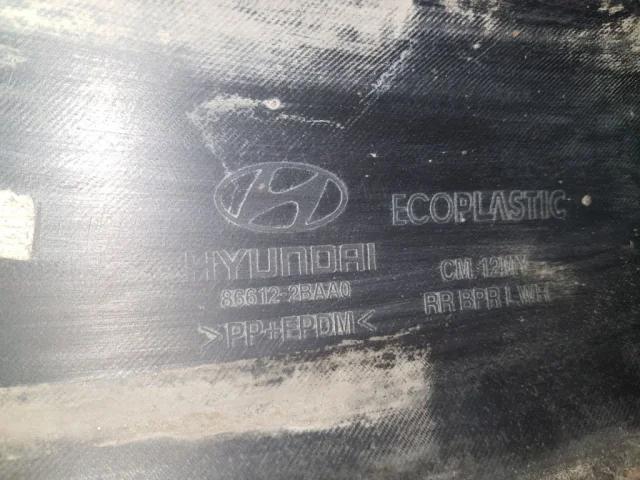 ECOPLASTIC
HYUNDAI
CM 12MY
86612-2BAA0
RR BPR LWR
>PP+EPDM<